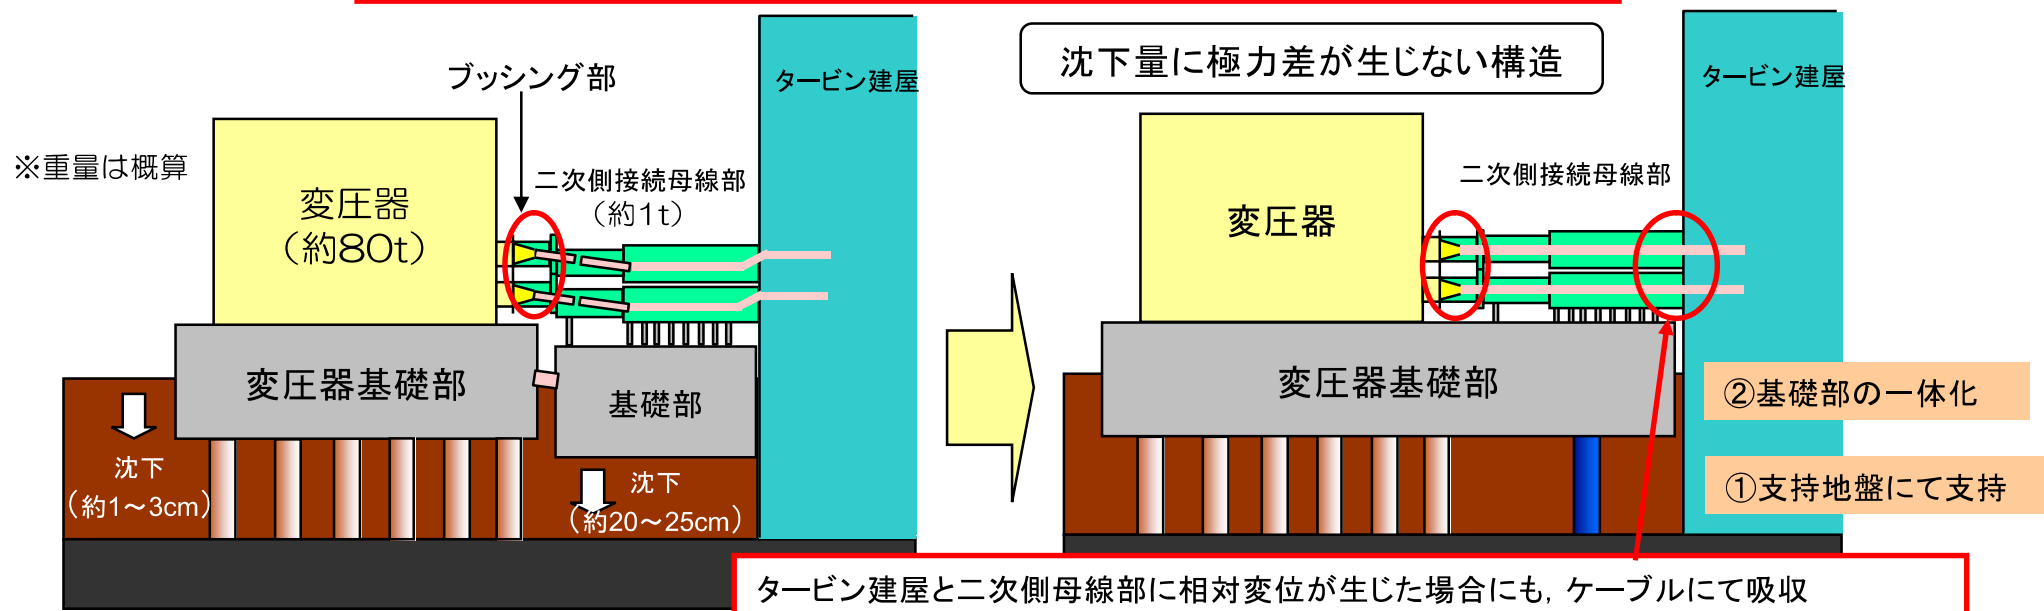 ブッシング部
タービン建屋
※重量は概算
変圧器
（約80t）
二次側接続母線部
（約1t）
変圧器基礎部
基礎部
沈下
（約1～3cm）
沈下
（約20～25cm）
沈下量に極力差が生じない構造
タービン建屋
二次側接続母線部
変圧器
変圧器基礎部
②基礎部の一体化
①支持地盤にて支持
タービン建屋と二次側母線部に相対変位が生じた場合にも，ケーブルにて吸収